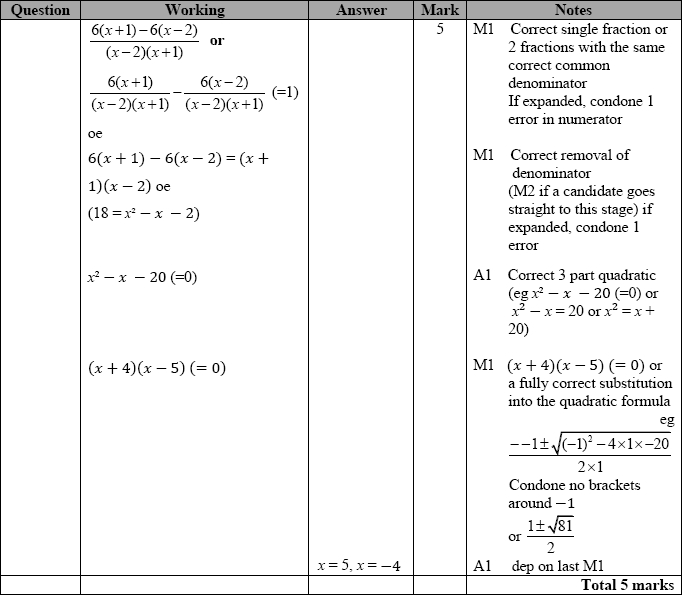 Question Working Answer Mark Notes
6(x+1)−6(x−2)
(x−2)(x+1)
or
6(x+1)/(x−2)(x+1) − 6(x−2)/(x−2)(x+1) (=1)
oe
6(x + 1) − 6(x − 2) = (x +
1)(x − 2) oe
(18 = x² − x − 2)
x² − x − 20 (=0)
(x + 4)(x − 5) (= 0)
x = 5, x = −4
5
M1 Correct single fraction or
2 fractions with the same
correct common
denominator
If expanded, condone 1
error in numerator
M1 Correct removal of
denominator
(M2 if a candidate goes
straight to this stage) if
expanded, condone 1
error
A1 Correct 3 part quadratic
(eg x² − x − 20 (=0) or
x² − x = 20 or x² = x +
20)
M1 (x + 4)(x − 5) (= 0) or
a fully correct substitution
into the quadratic formula
eg
−−1±√((−1)²−4×1×−20)
2×1
Condone no brackets
around −1
or (1±√81)/2
A1 dep on last M1
Total 5 marks